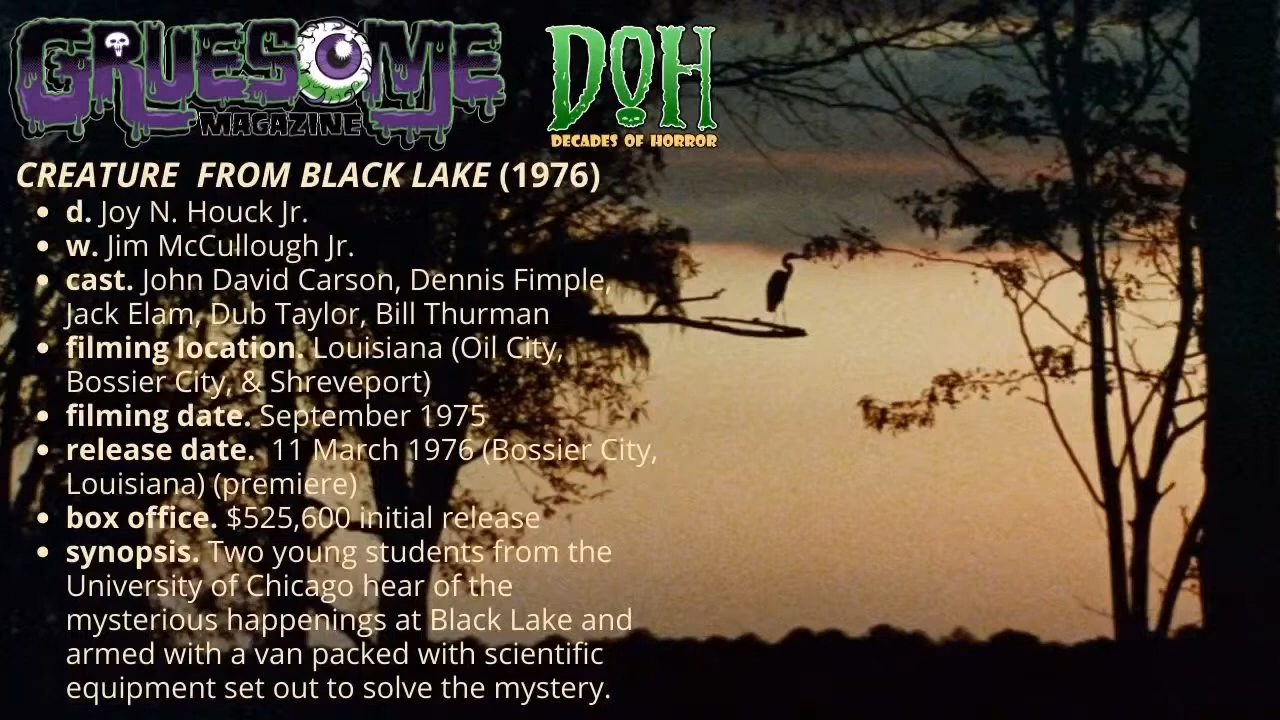 GRUESOME
MAGAZINE
DOH
DECADES OF HORROR
CREATURE FROM BLACK LAKE (1976)
• d. Joy N. Houck Jr.
• w. Jim McCullough Jr.
• cast. John David Carson, Dennis Fimple,
Jack Elam, Dub Taylor, Bill Thurman
• filming location. Louisiana (Oil City,
Bossier City, & Shreveport)
• filming date. September 1975
• release date. 11 March 1976 (Bossier City,
Louisiana) (premiere)
• box office. $525,600 initial release
• synopsis. Two young students from the
University of Chicago hear of the
mysterious happenings at Black Lake and
armed with a van packed with scientific
equipment set out to solve the mystery.